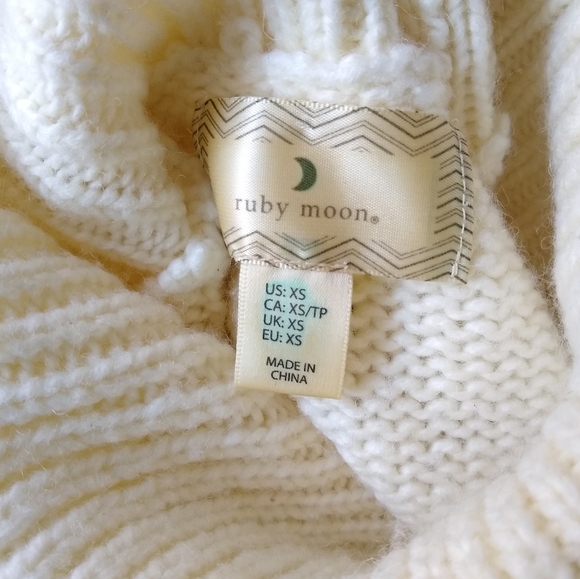 ruby moon®
US: XS
CA: XS/TP
UK: XS
EU: XS
MADE IN
CHINA